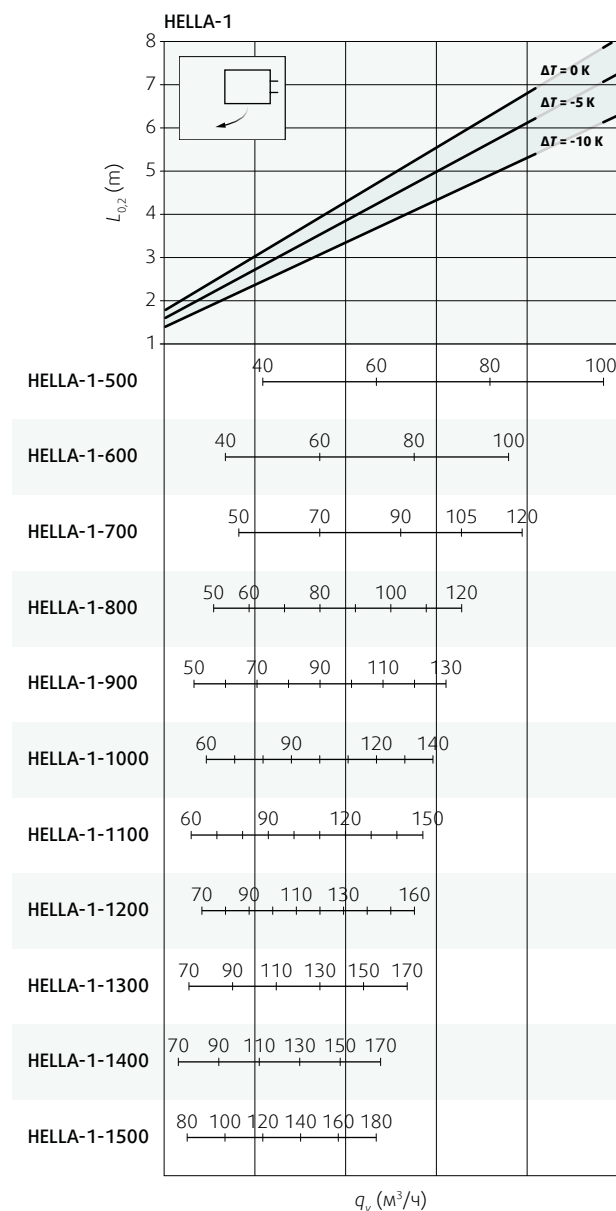 HELLA-1
8
7
6
5
4
3
2
1
L0,2 (m)
ΔT = 0 K
ΔT = -5 K
ΔT = -10 K
HELLA-1-500
40 60 80 100
HELLA-1-600
40 60 80 100
HELLA-1-700
50 70 90 105 120
HELLA-1-800
50 60 80 100 120
HELLA-1-900
50 70 90 110 130
HELLA-1-1000
60 90 120 140
HELLA-1-1100
60 90 120 150
HELLA-1-1200
70 90 110 130 160
HELLA-1-1300
70 90 110 130 150 170
HELLA-1-1400
70 90 110 130 150 170
HELLA-1-1500
80 100 120 140 160 180
qv (м³/ч)